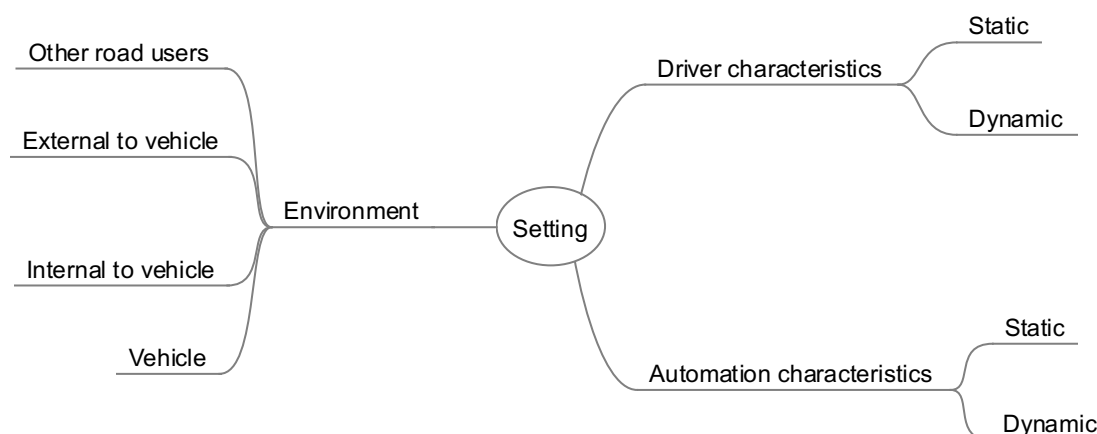 Other road users
External to vehicle
Environment
Internal to vehicle
Vehicle
Setting
Driver characteristics
Static
Dynamic
Automation characteristics
Static
Dynamic